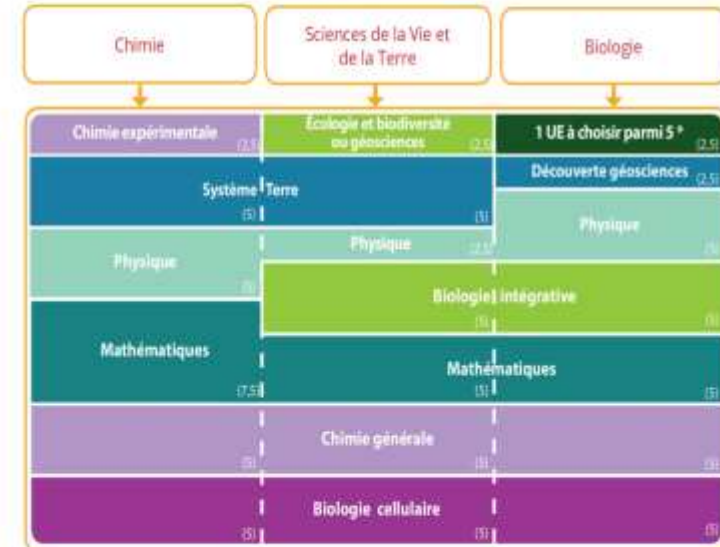 Chimie
Sciences de la Vie et
de la Terre
Biologie
Chimie expérimentale
(2,5)
Écologie et biodiversité
ou géosciences
(2,5)
1 UE à choisir parmi 5 *
(2,5)
Système Terre
(5)
(5)
Découverte géosciences
(2,5)
Physique
(5)
Physique
(2,5)
Physique
(5)
Biologie intégrative
(5)
(5)
Mathématiques
(7,5)
Mathématiques
(5)
(5)
Chimie générale
(5)
(5)
(5)
Biologie cellulaire
(5)
(5)
(5)